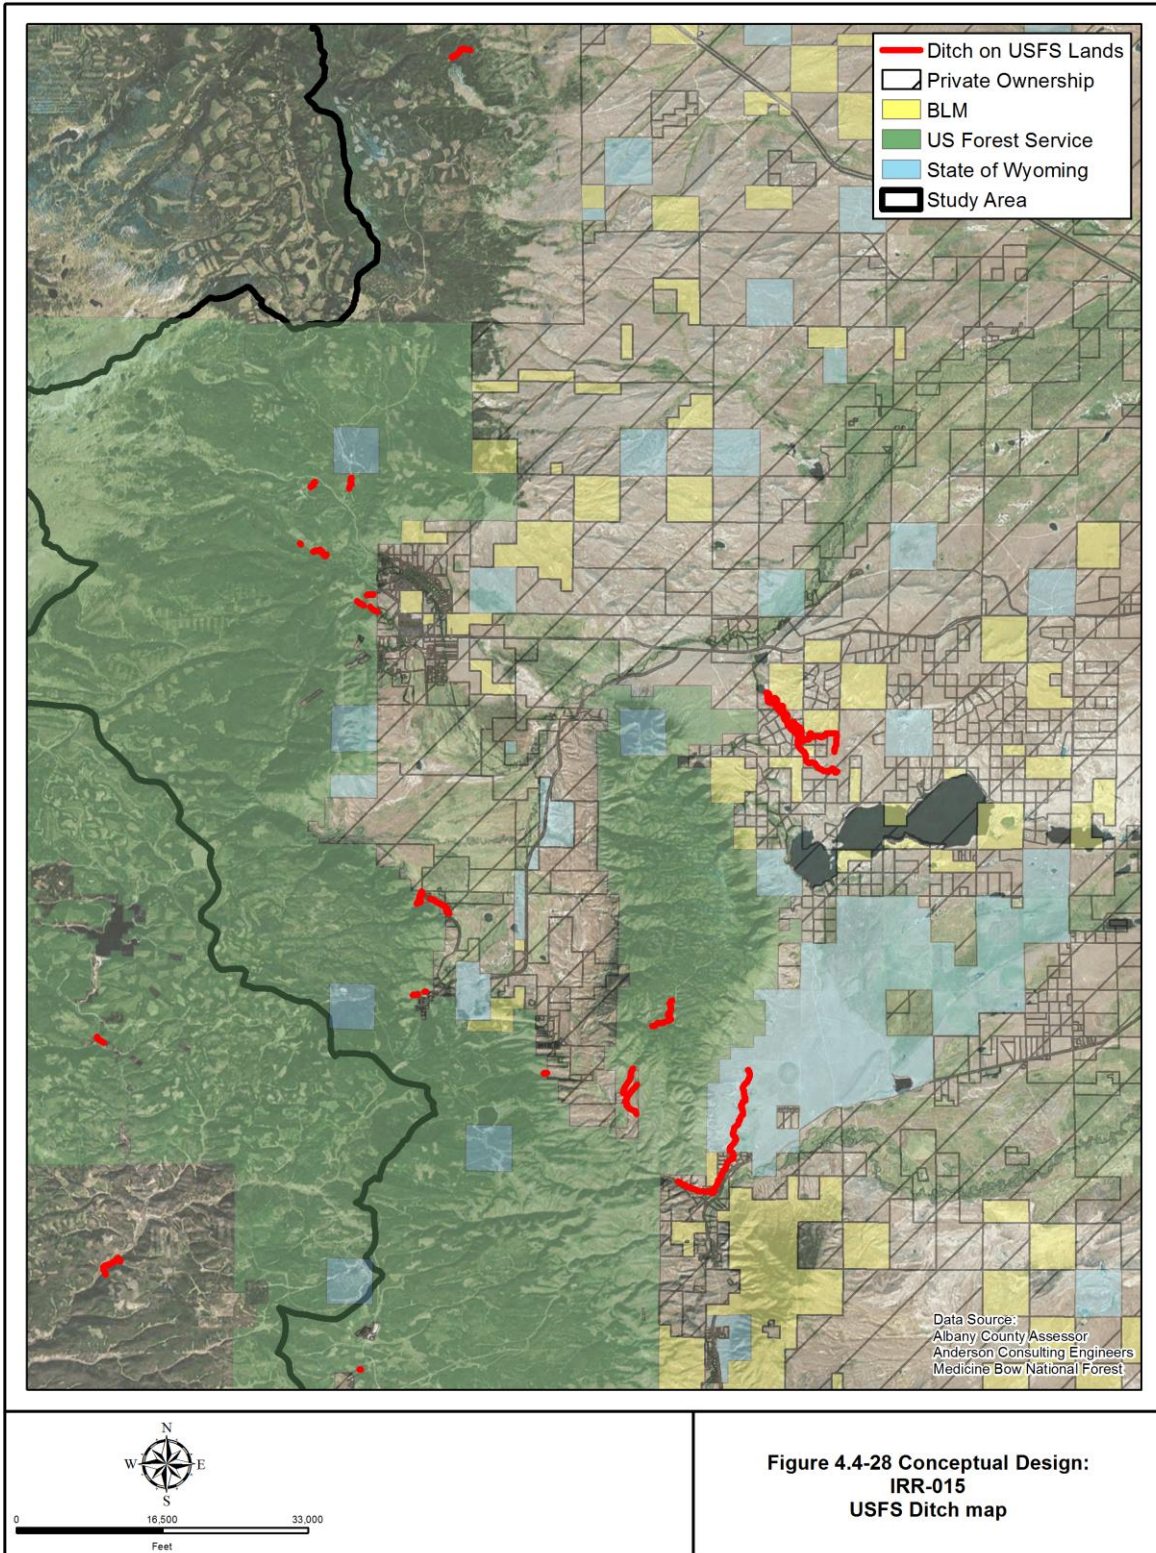 Ditch on USFS Lands
Private Ownership
BLM
US Forest Service
State of Wyoming
Study Area
Data Source:
Albany County Assessor
Anderson Consulting Engineers
Medicine Bow National Forest
N
W E
S
0 16,500 33,000
Feet
Figure 4.4-28 Conceptual Design:
IRR-015
USFS Ditch map